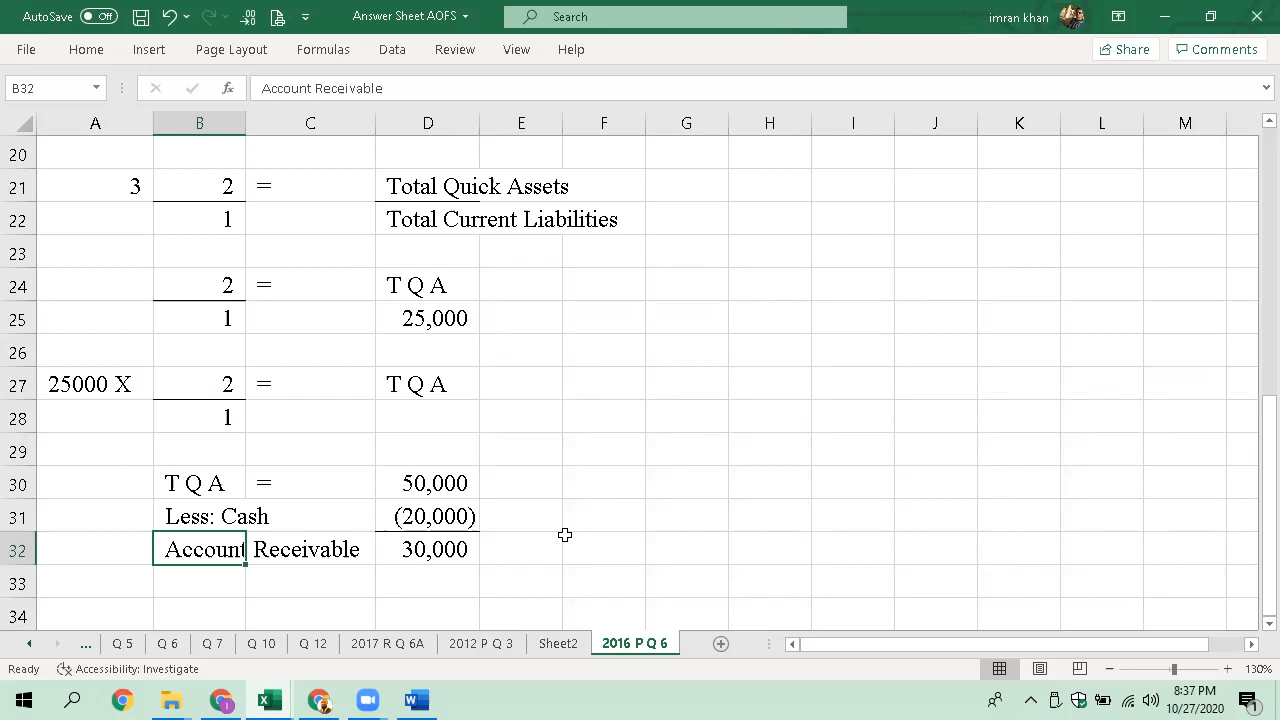 AutoSave Off Answer Sheet AOFS Search imran khan
File Home Insert Page Layout Formulas Data Review View Help Share Comments
B32 fx Account Receivable
A B C D E F G H I J K L M
20
21 3 2 = Total Quick Assets
22 1 Total Current Liabilities
23
24 2 = T Q A
25 1 25,000
26
27 25000 X 2 = T Q A
28 1
29
30 T Q A = 50,000
31 Less: Cash (20,000)
32 Account Receivable 30,000
33
34
... Q 5 Q 6 Q 7 Q 10 Q 12 2017 R Q 6A 2012 P Q 3 Sheet2 2016 P Q 6
Ready Accessibility: Investigate 130%
8:37 PM
10/27/2020